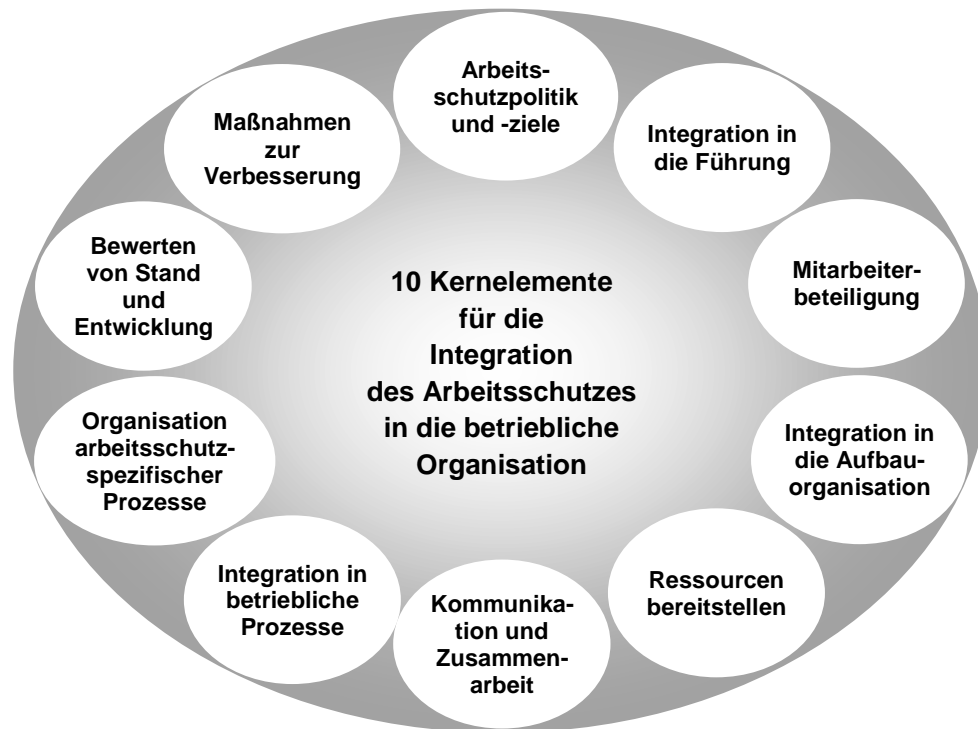 Arbeits-
schutzpolitik
und -ziele
Integration in
die Führung
Mitarbeiter-
beteiligung
Integration in
die Aufbau-
organisation
Ressourcen
bereitstellen
Kommunika-
tion und
Zusammen-
arbeit
Integration in
betriebliche
Prozesse
Organisation
arbeitsschutz-
spezifischer
Prozesse
Bewerten
von Stand
und
Entwicklung
Maßnahmen
zur
Verbesserung
10 Kernelemente
für die
Integration
des Arbeitsschutzes
in die betriebliche
Organisation